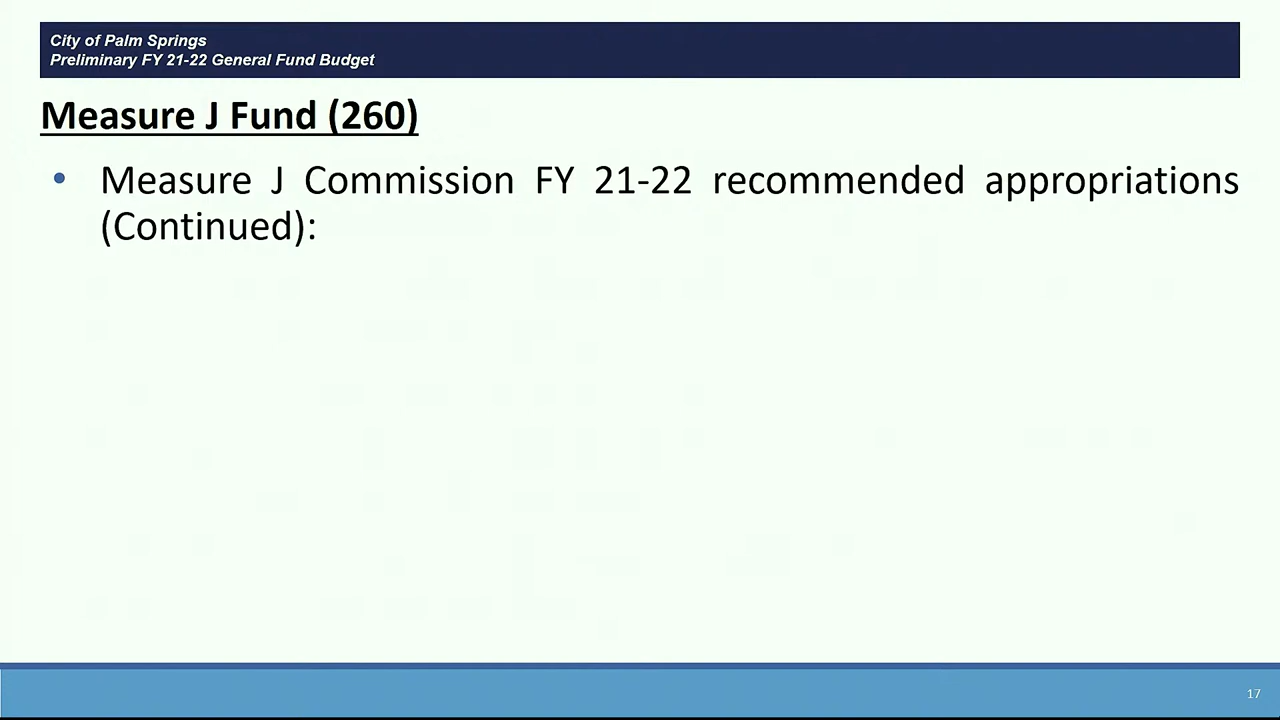 City of Palm Springs
Preliminary FY 21-22 General Fund Budget
Measure J Fund (260)
• Measure J Commission FY 21-22 recommended appropriations
(Continued):
17